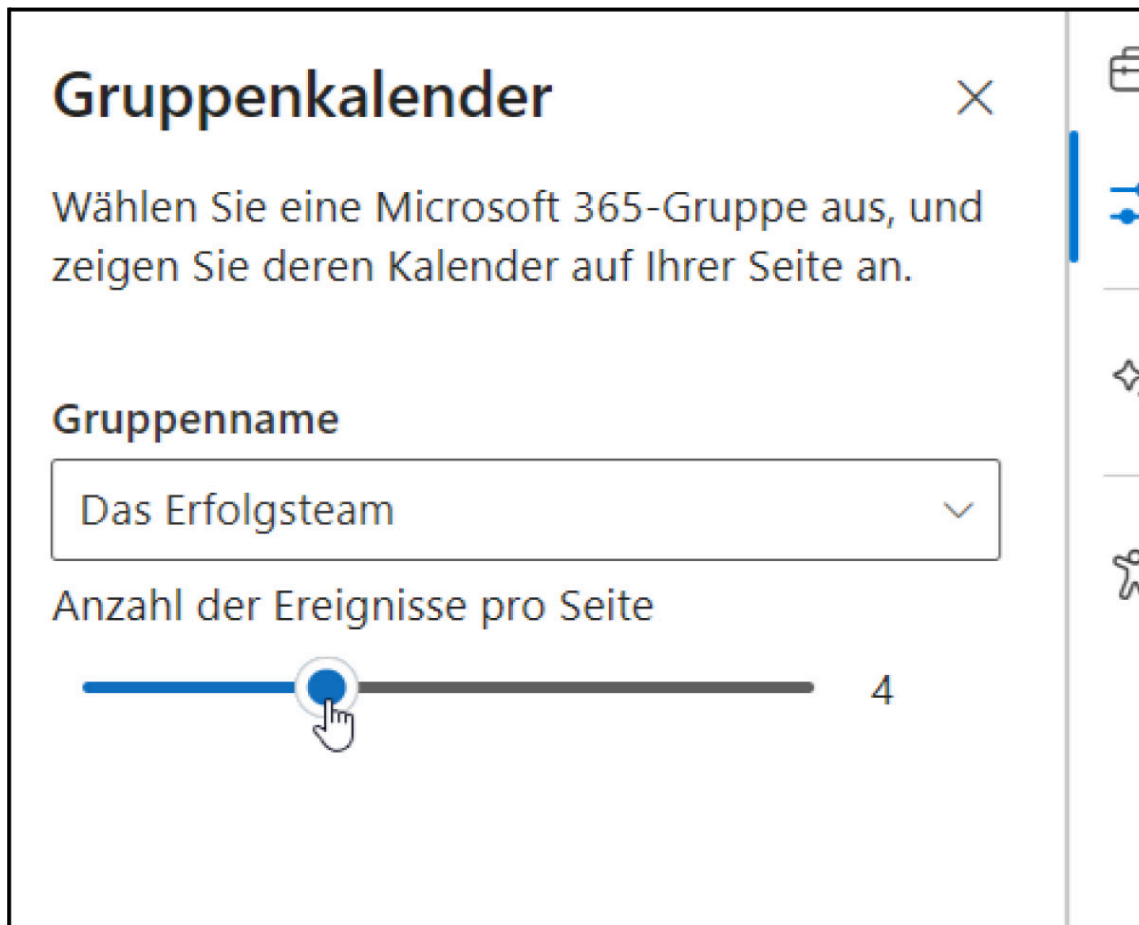 Gruppenkalender
Wählen Sie eine Microsoft 365-Gruppe aus, und
zeigen Sie deren Kalender auf Ihrer Seite an.
Gruppenname
Das Erfolgsteam
Anzahl der Ereignisse pro Seite
4